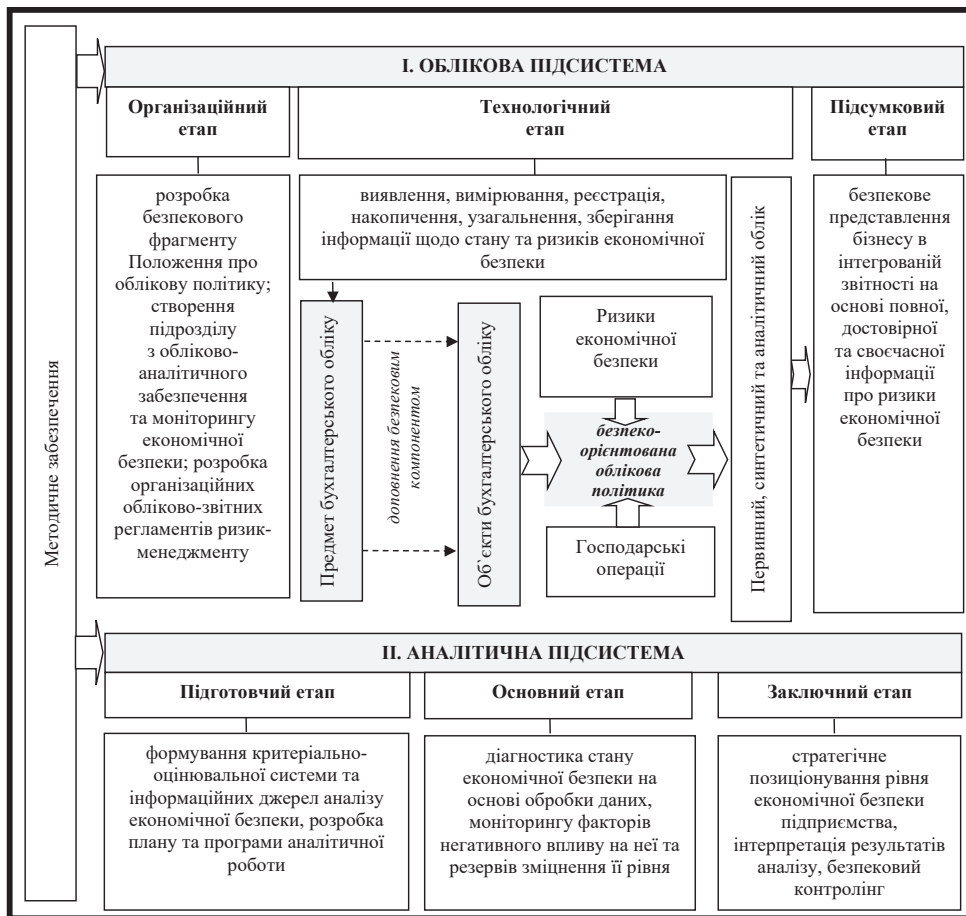 Методичне забезпечення
І. ОБЛІКОВА ПІДСИСТЕМА
Організаційний
етап
Технологічний
етап
Підсумковий
етап
розробка
безпекового
фрагменту
Положення про
облікову політику;
створення
підрозділу
з обліково-
аналітичного
забезпечення
та моніторингу
економічної
безпеки; розробка
організаційних
обліково-звітних
регламентів ризик-
менеджменту
виявлення, вимірювання, реєстрація,
накопичення, узагальнення, зберігання
інформації щодо стану та ризиків економічної
безпеки
Предмет бухгалтерського обліку
доповнення безпековим
компонентом
Об`єкти бухгалтерського обліку
Ризики
економічної
безпеки
безпеко-
орієнтована
облікова
політика
Господарські
операції
Первинний, синтетичний та аналітичний облік
безпекове
представлення
бізнесу в
інтегрованій
звітності на
основі повної,
достовірної
та своєчасної
інформації
про ризики
економічної
безпеки
ІІ. АНАЛІТИЧНА ПІДСИСТЕМА
Підготовчий етап
Основний етап
Заключний етап
формування критеріально-
оцінювальної системи та
інформаційних джерел аналізу
економічної безпеки, розробка
плану та програми аналітичної
роботи
діагностика стану
економічної безпеки на
основі обробки даних,
моніторингу факторів
негативного впливу на неї та
резервів зміцнення її рівня
стратегічне
позиціонування рівня
економічної безпеки
підприємства,
інтерпретація результатів
аналізу, безпековий
контролінг